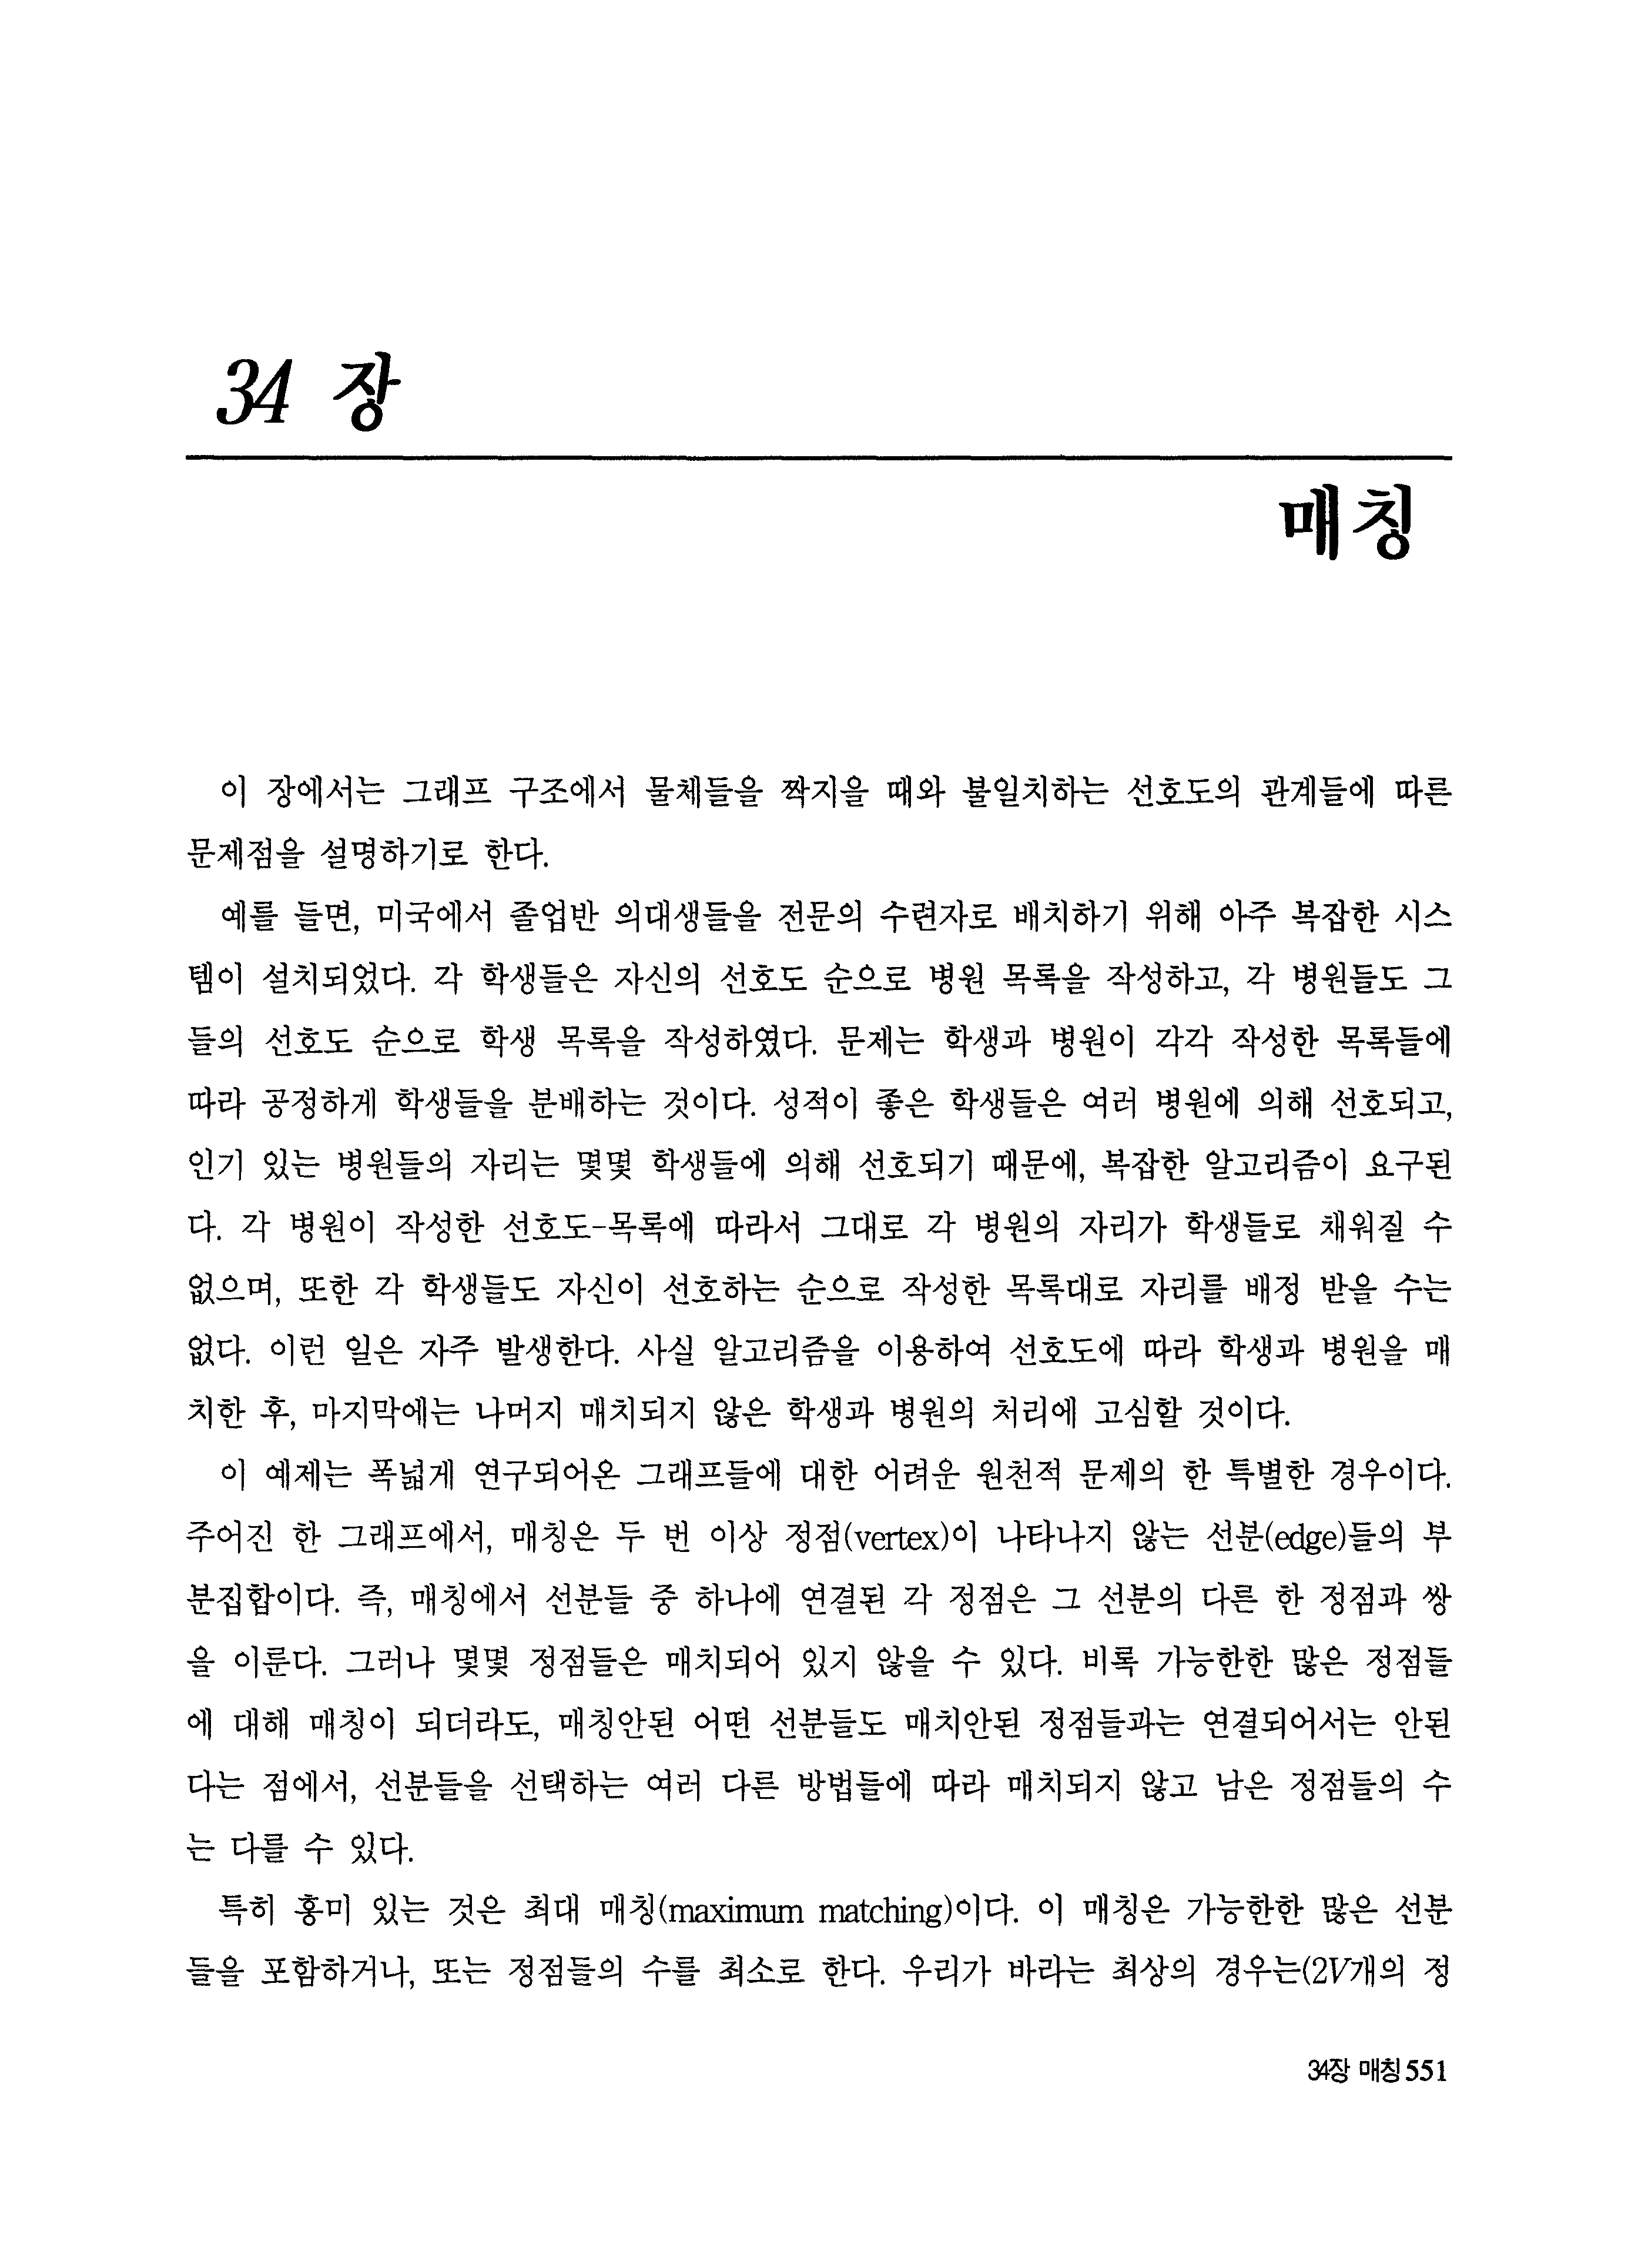 34 장
매칭
이 장에서는 그래프 구조에서 물체들을 짝지을 때와 불일치하는 선호도의 관계들에 따른
문제점을 설명하기로 한다.
예를 들면, 미국에서 졸업반 의대생들을 전문의 수련자로 배치하기 위해 아주 복잡한 시스
템이 설치되었다. 각 학생들은 자신의 선호도 순으로 병원 목록을 작성하고, 각 병원들도 그
들의 선호도 순으로 학생 목록을 작성하였다. 문제는 학생과 병원이 각각 작성한 목록들에
따라 공정하게 학생들을 분배하는 것이다. 성적이 좋은 학생들은 여러 병원에 의해 선호되고,
인기 있는 병원들의 자리는 몇몇 학생들에 의해 선호되기 때문에, 복잡한 알고리즘이 요구된
다. 각 병원이 작성한 선호도-목록에 따라서 그대로 각 병원의 자리가 학생들로 채워질 수
없으며, 또한 각 학생들도 자신이 선호하는 순으로 작성한 목록대로 자리를 배정 받을 수는
없다. 이런 일은 자주 발생한다. 사실 알고리즘을 이용하여 선호도에 따라 학생과 병원을 매
치한 후, 마지막에는 나머지 매치되지 않은 학생과 병원의 처리에 고심할 것이다.
이 예제는 폭넓게 연구되어온 그래프들에 대한 어려운 원천적 문제의 한 특별한 경우이다.
주어진 한 그래프에서, 매칭은 두 번 이상 정점(vertex)이 나타나지 않는 선분(edge)들의 부
분집합이다. 즉, 매칭에서 선분들 중 하나에 연결된 각 정점은 그 선분의 다른 한 정점과 쌍
을 이룬다. 그러나 몇몇 정점들은 매치되어 있지 않을 수 있다. 비록 가능한한 많은 정점들
에 대해 매칭이 되더라도, 매칭안된 어떤 선분들도 매치안된 정점들과는 연결되어서는 안된
다는 점에서, 선분들을 선택하는 여러 다른 방법들에 따라 매치되지 않고 남은 정점들의 수
는 다를 수 있다.
특히 흥미 있는 것은 최대 매칭(maximum matching)이다. 이 매칭은 가능한한 많은 선분
들을 포함하거나, 또는 정점들의 수를 최소로 한다. 우리가 바라는 최상의 경우는(2V개의 정
34장 매칭 551